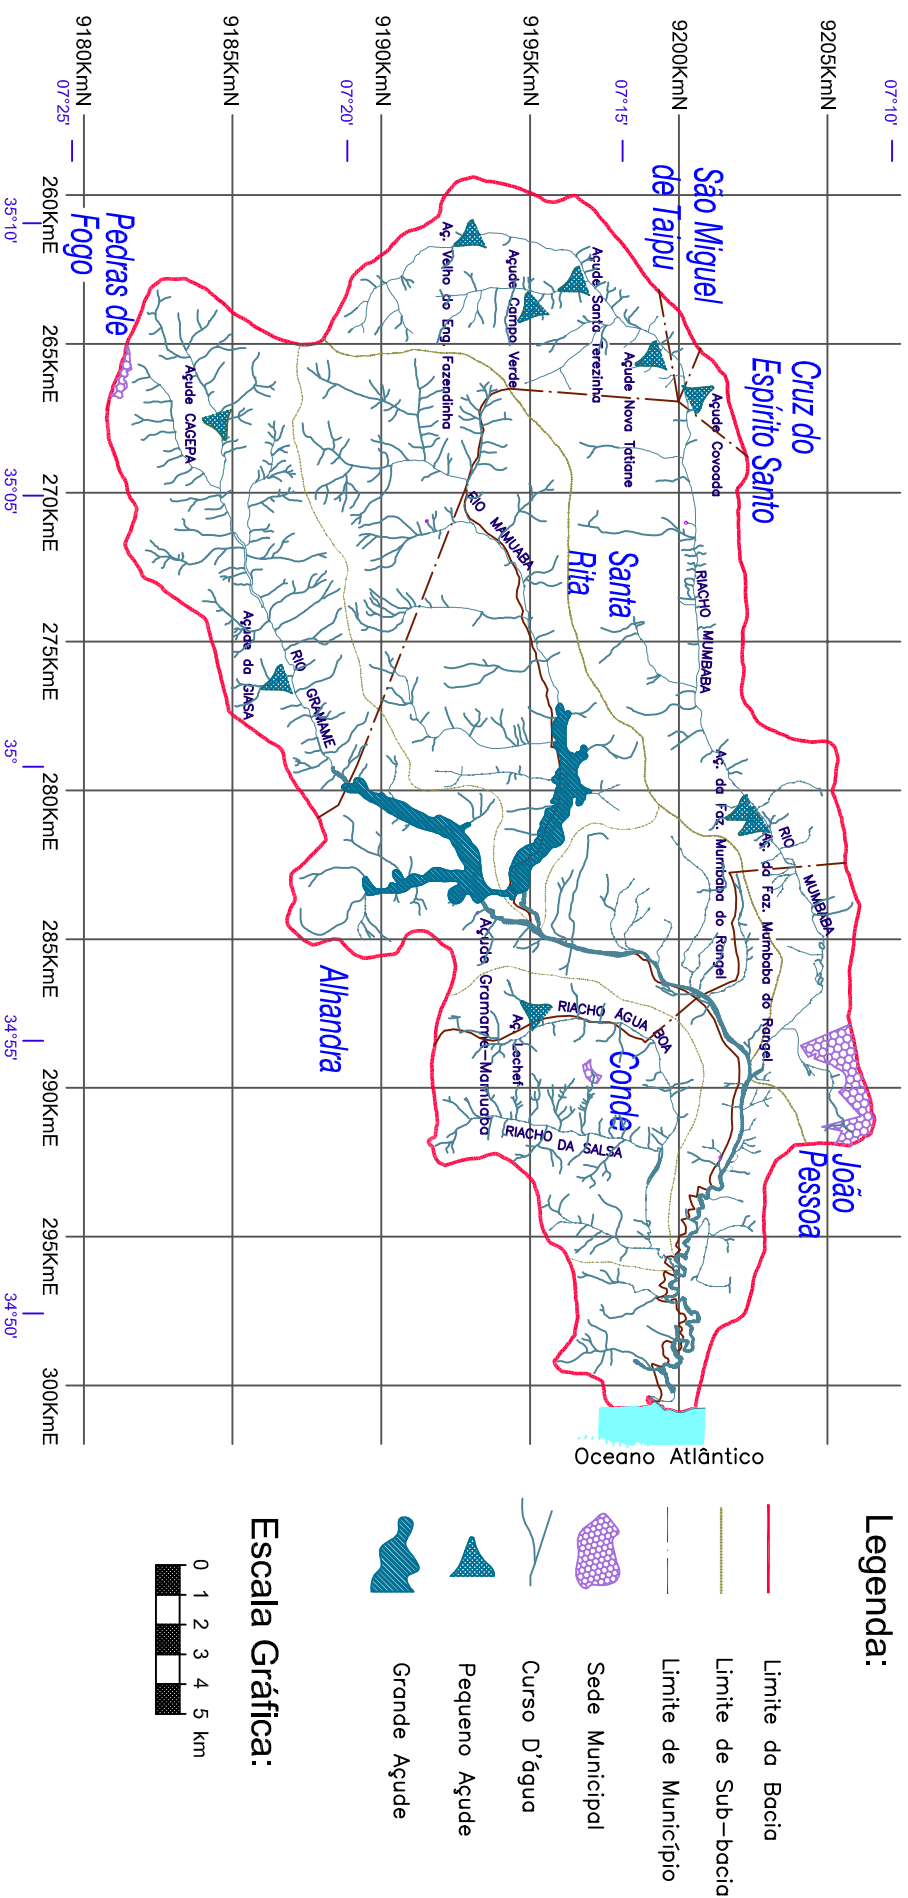 9205KmN
9200KmN
9195KmN
9190KmN
9185KmN
9180KmN
07°10'
07°15'
07°20'
07°25'
260KmE
265KmE
270KmE
275KmE
280KmE
285KmE
290KmE
295KmE
300KmE
35°10'
35°05'
35°
34°55'
34°50'
São Miguel
de Taipu
Cruz do
Espírito Santo
Santa
Rita
João
Pessoa
Conde
Alhandra
Pedras de
Fogo
Açude Covoada
Açude Nova Tatiane
Açude Santa Terezinha
Açude Campo Verde
Aç. Velho do Eng. Fazendinha
Açude CAGEPA
Açude da GIASA
RIO GRAMAME
RIO MAMUABA
RIACHO MUMBABA
RIO MUMBABA
Aç. da Faz. Mumbaba do Rangel
Aç. da Faz. Mumbaba do Rangel
Açude Gramame-Mamuaba
Aç. Lechef
RIACHO ÁGUA BOA
RIACHO DA SALSA
Oceano Atlântico
Legenda:
Limite da Bacia
Limite de Sub-bacia
Limite de Município
Sede Municipal
Curso D'água
Pequeno Açude
Grande Açude
Escala Gráfica:
0 1 2 3 4 5 km